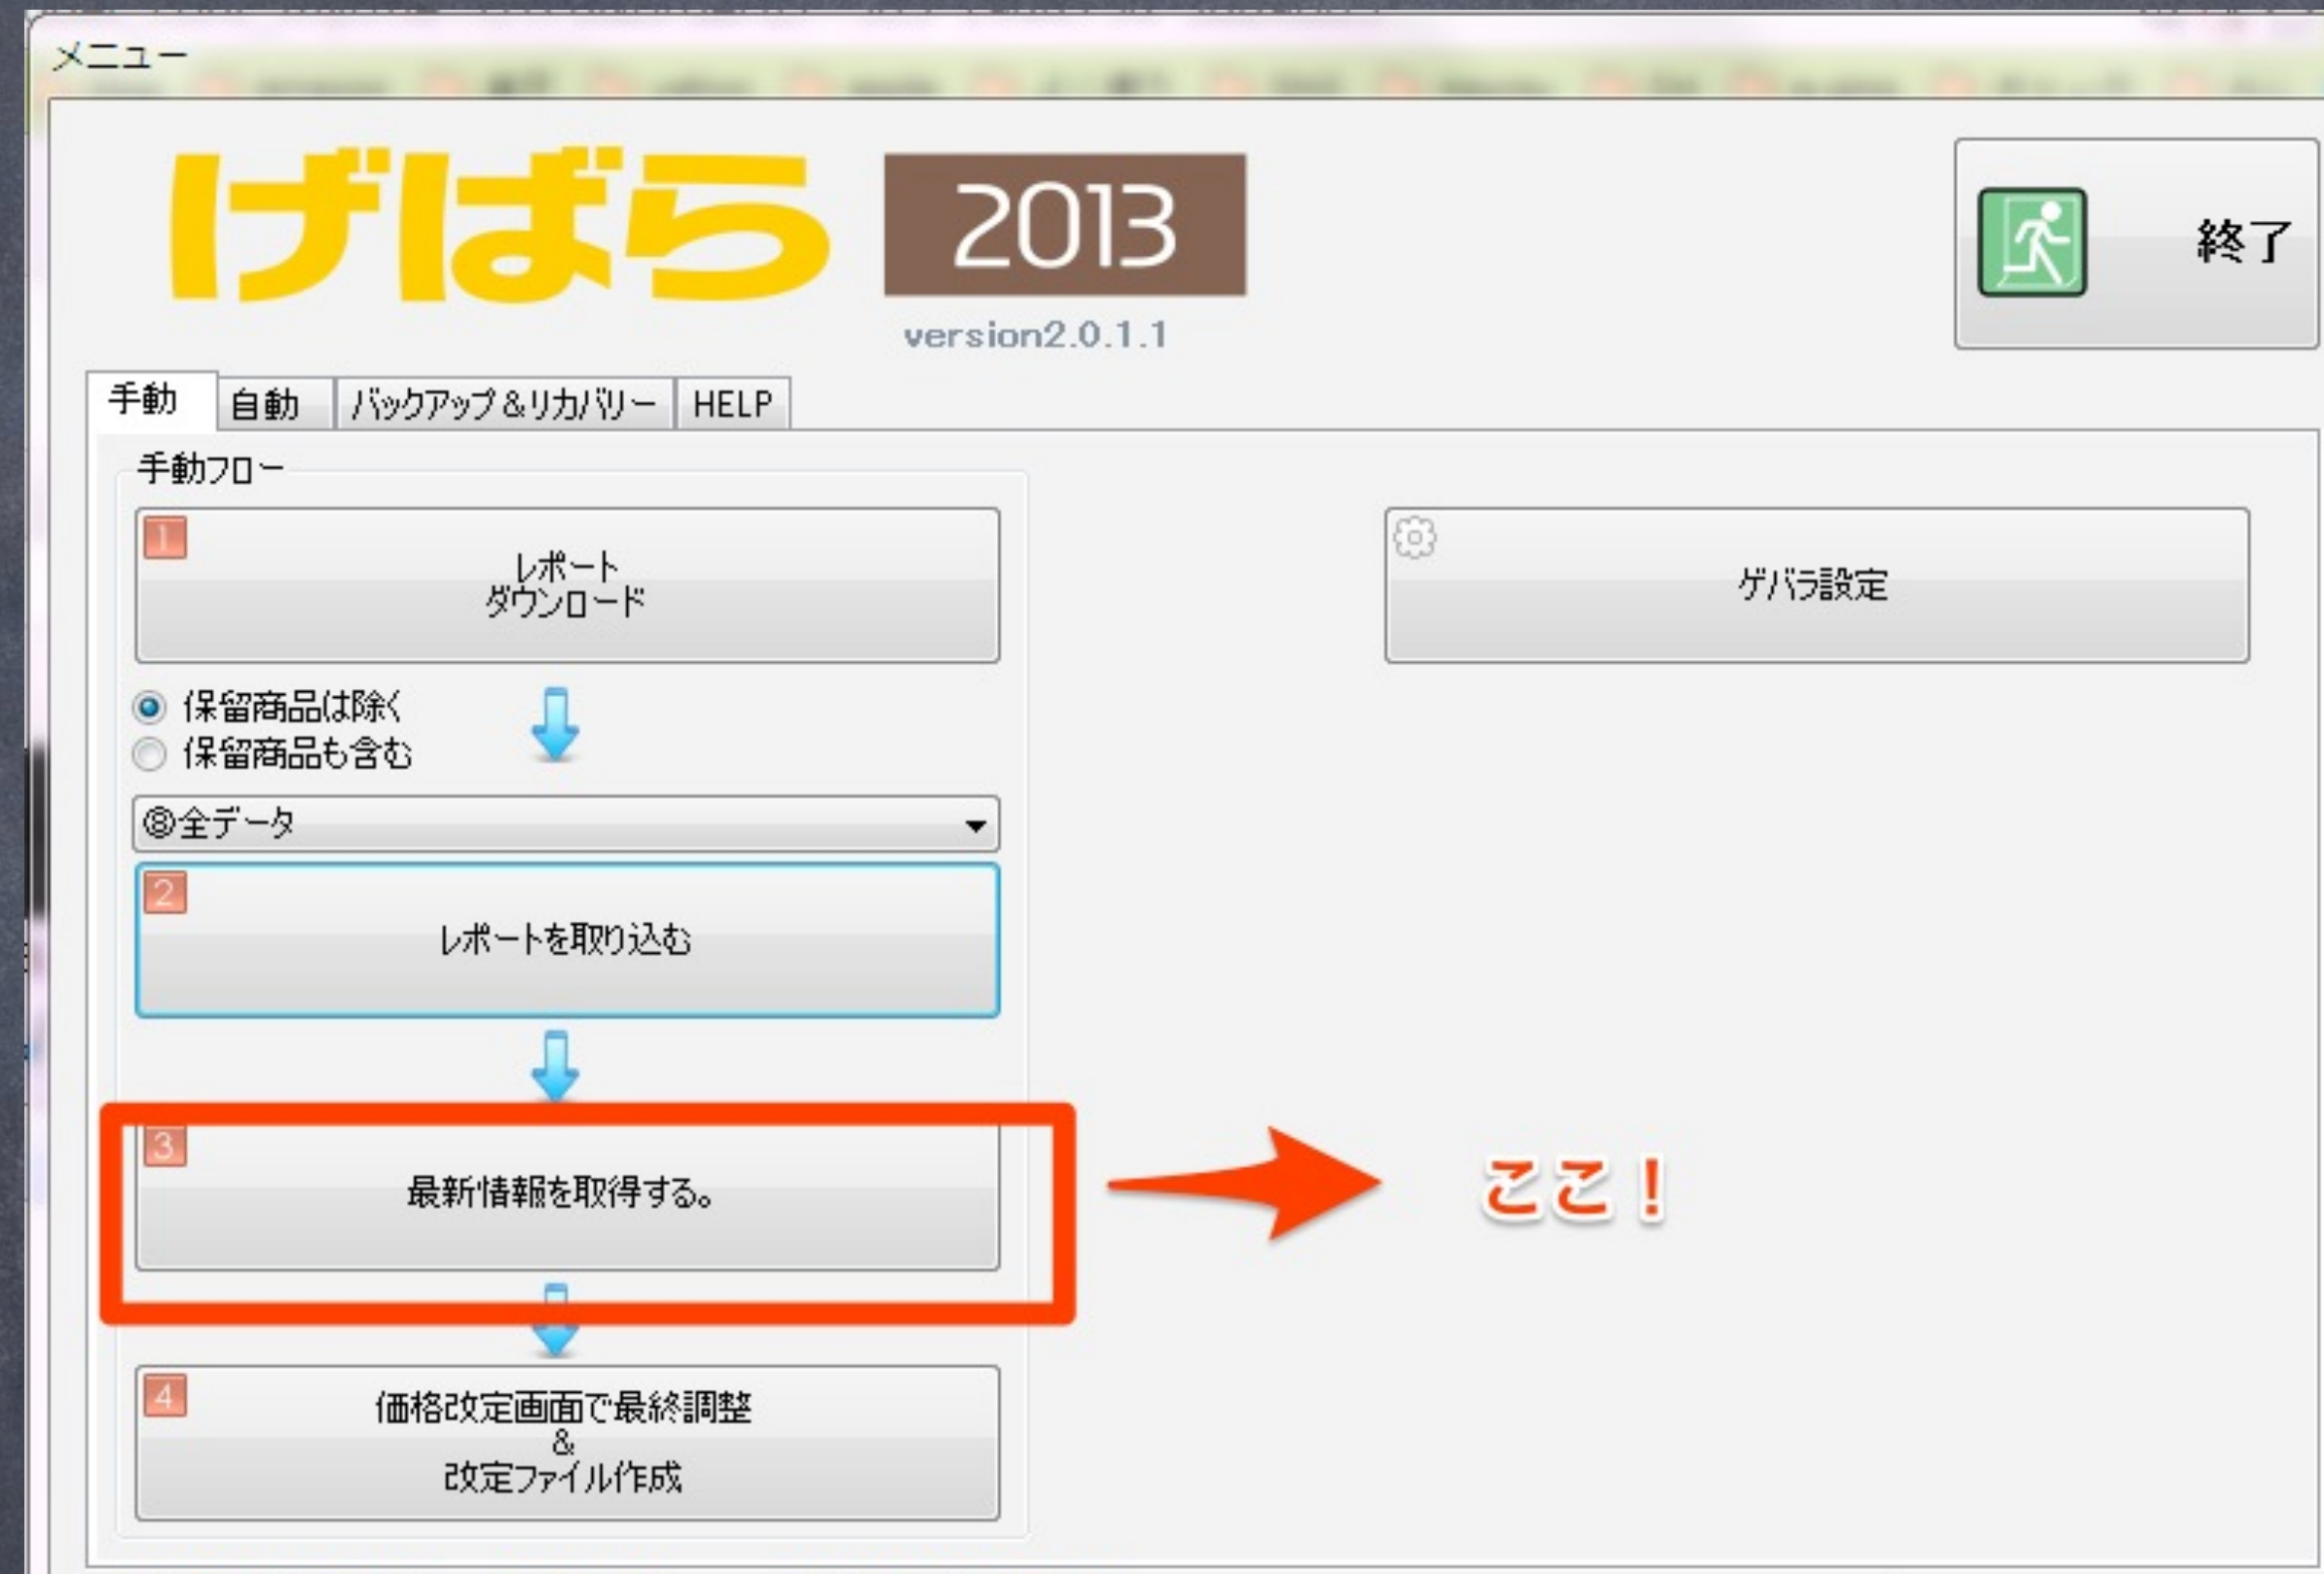 メニュー
げばら 2013
version2.0.1.1
終了
手動 自動 バックアップ&リカバリー HELP
手動フロー
1
レポート
ダウンロード
ゲバラ設定
保留商品は除く
保留商品も含む
⑧全データ
2
レポートを取り込む
3
最新情報を取得する。
ここ！
4
価格改定画面で最終調整
&
改定ファイル作成